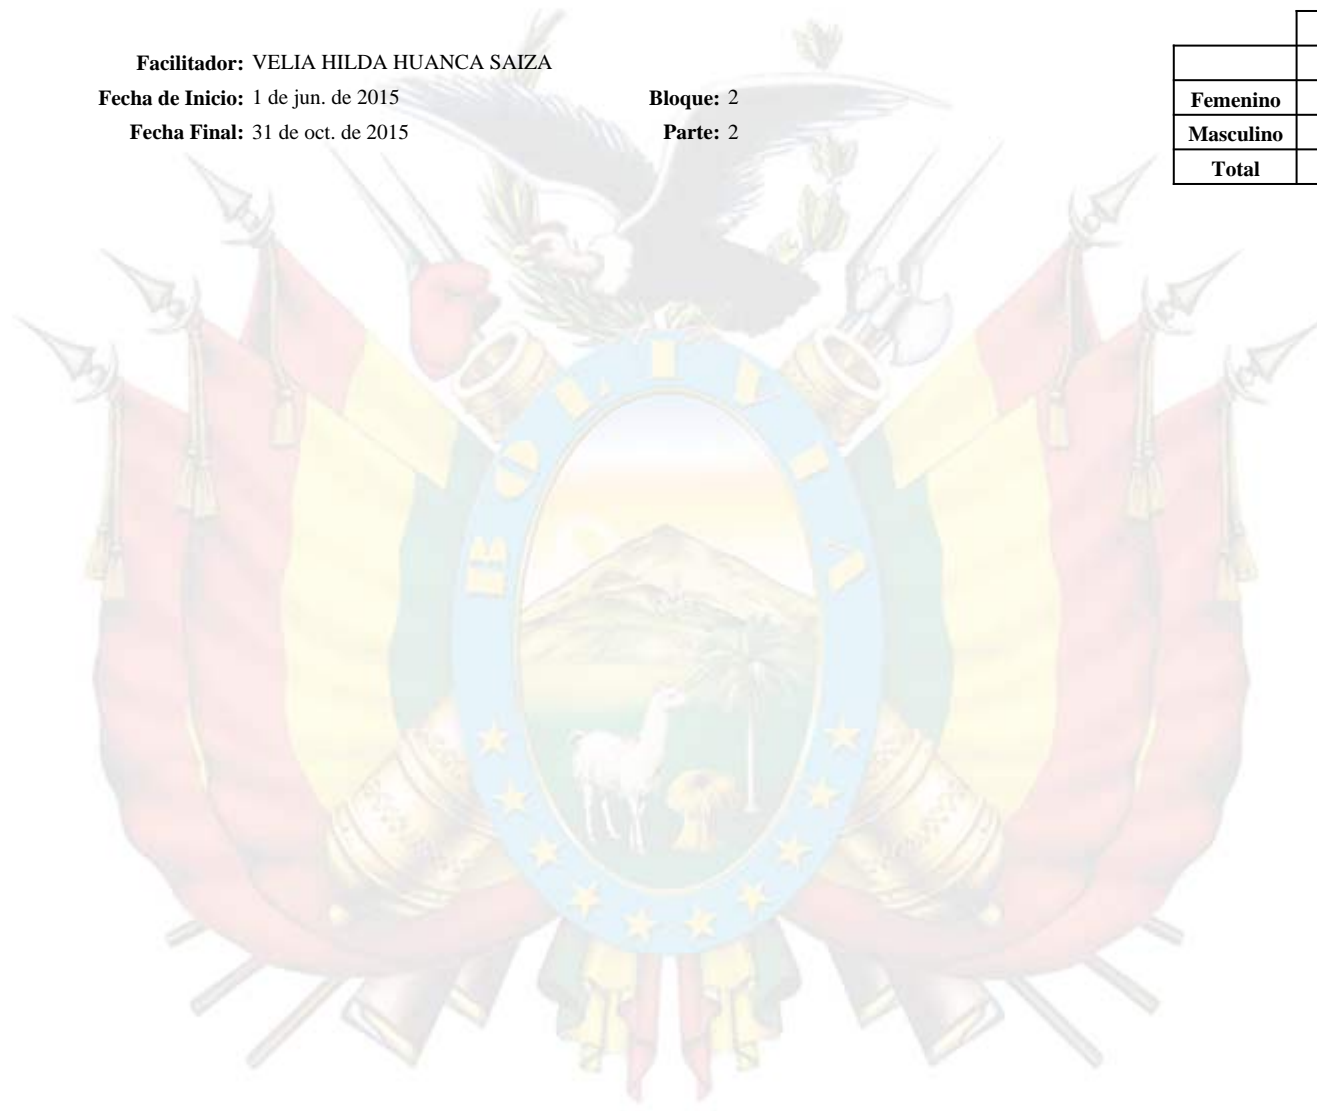 Facilitador: VELIA HILDA HUANCA SAIZA
Fecha de Inicio: 1 de jun. de 2015 Bloque: 2
Fecha Final: 31 de oct. de 2015 Parte: 2
Femenino
Masculino
Total
BOLIVIA